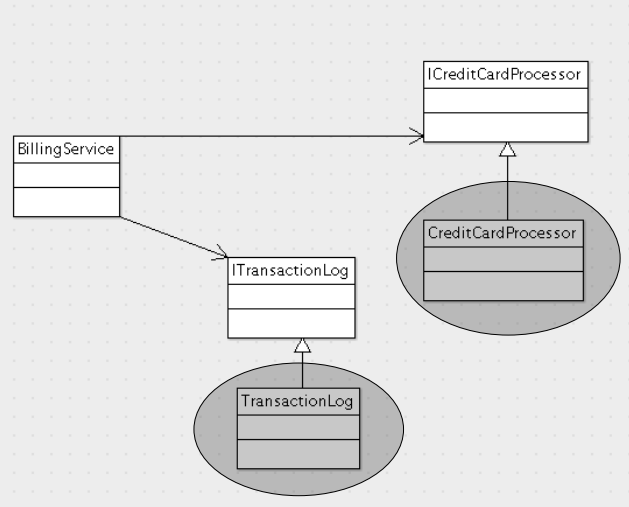 ICreditCardProcessor
BillingService
CreditCardProcessor
ITransactionLog
TransactionLog